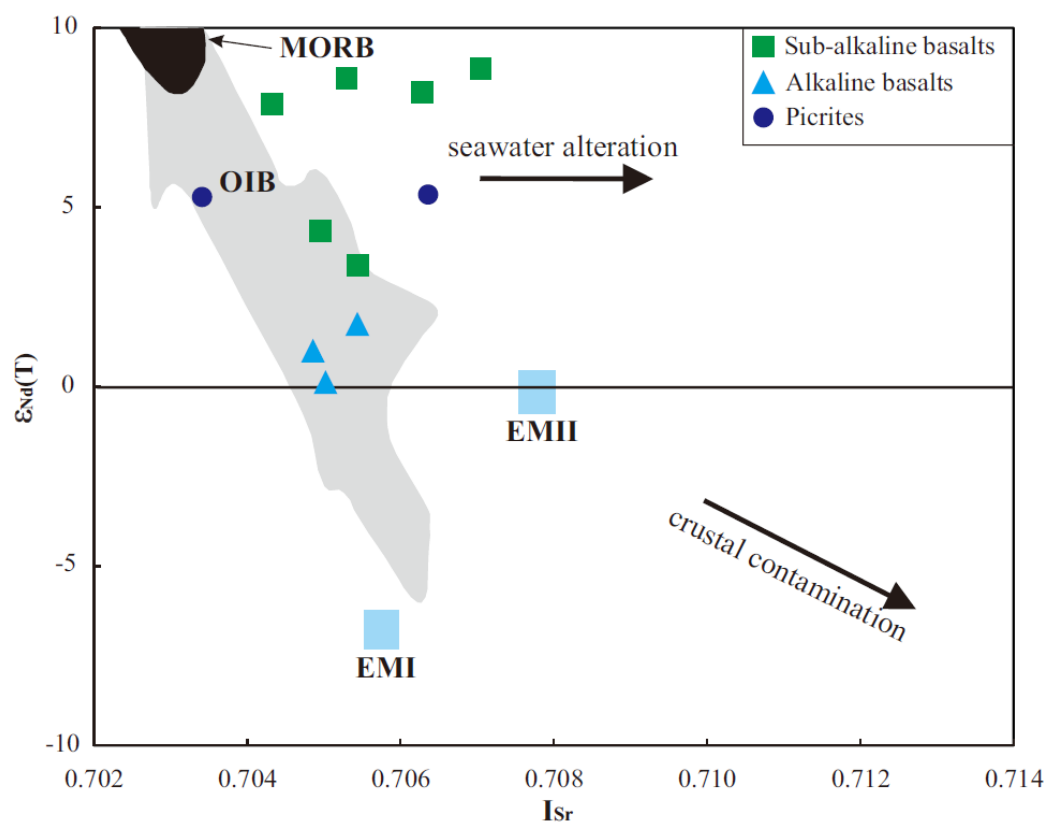 10
MORB
Sub-alkaline basalts
Alkaline basalts
Picrites
seawater alteration
OIB
5
εNd(T)
0
EMII
crustal contamination
-5
EMI
-10
0.702
0.704
0.706
0.708
0.710
0.712
0.714
ISr